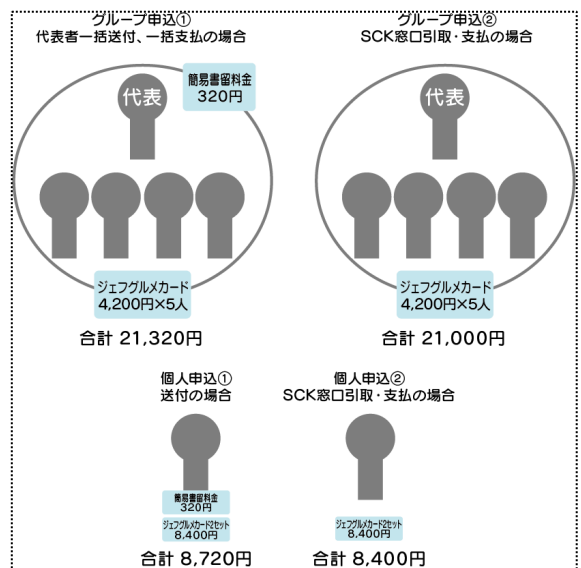 グループ申込①
代表者一括送付、一括支払の場合
簡易書留料金
320円
代表
ジェフグルメカード
4,200円×5人
合計 21,320円
グループ申込②
SCK窓口引取・支払の場合
代表
ジェフグルメカード
4,200円×5人
合計 21,000円
個人申込①
送付の場合
簡易書留料金
320円
ジェフグルメカード2セット
8,400円
合計 8,720円
個人申込②
SCK窓口引取・支払の場合
ジェフグルメカード2セット
8,400円
合計 8,400円